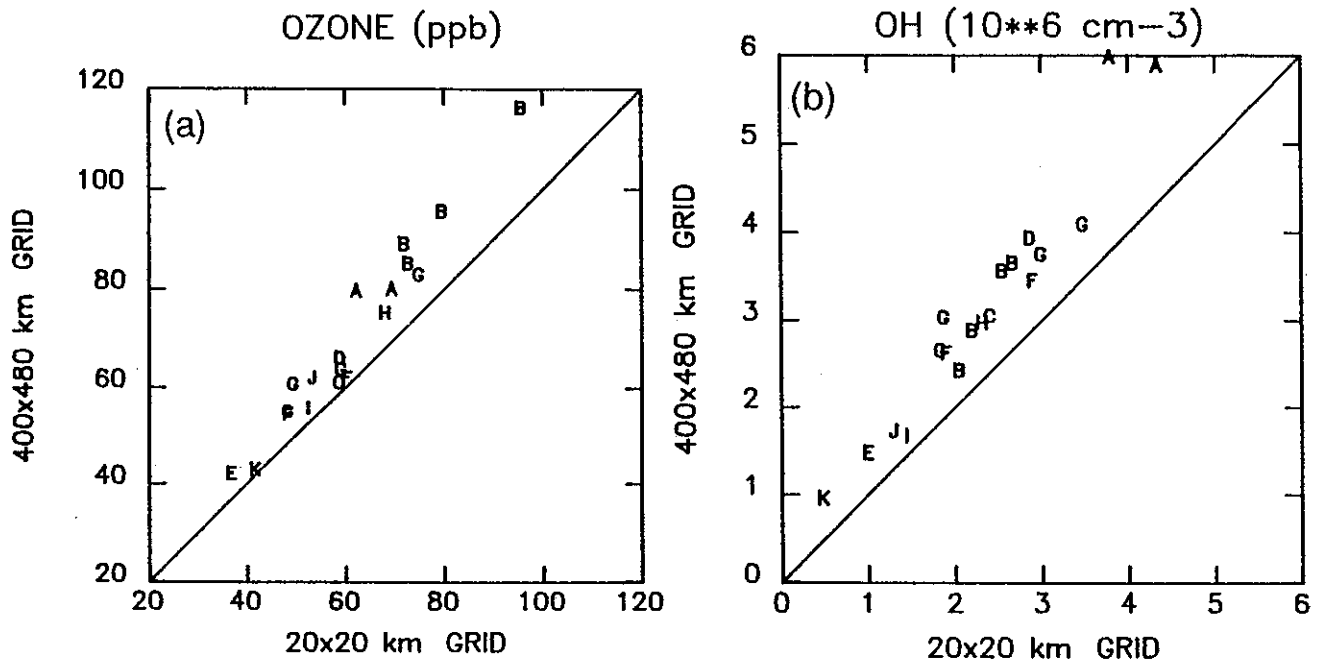 OZONE (ppb)
(a)
120
100
80
60
40
20
20 40 60 80 100 120
400x480 km GRID
20x20 km GRID
B
B
B
B
G
A A
H
D
G
J
G
I
E K
OH (10**6 cm-3)
(b)
6
5
4
3
2
1
0
0 1 2 3 4 5 6
400x480 km GRID
20x20 km GRID
A A
G
D
G
B B
F
G
C
B
G F
B
J I
E
K